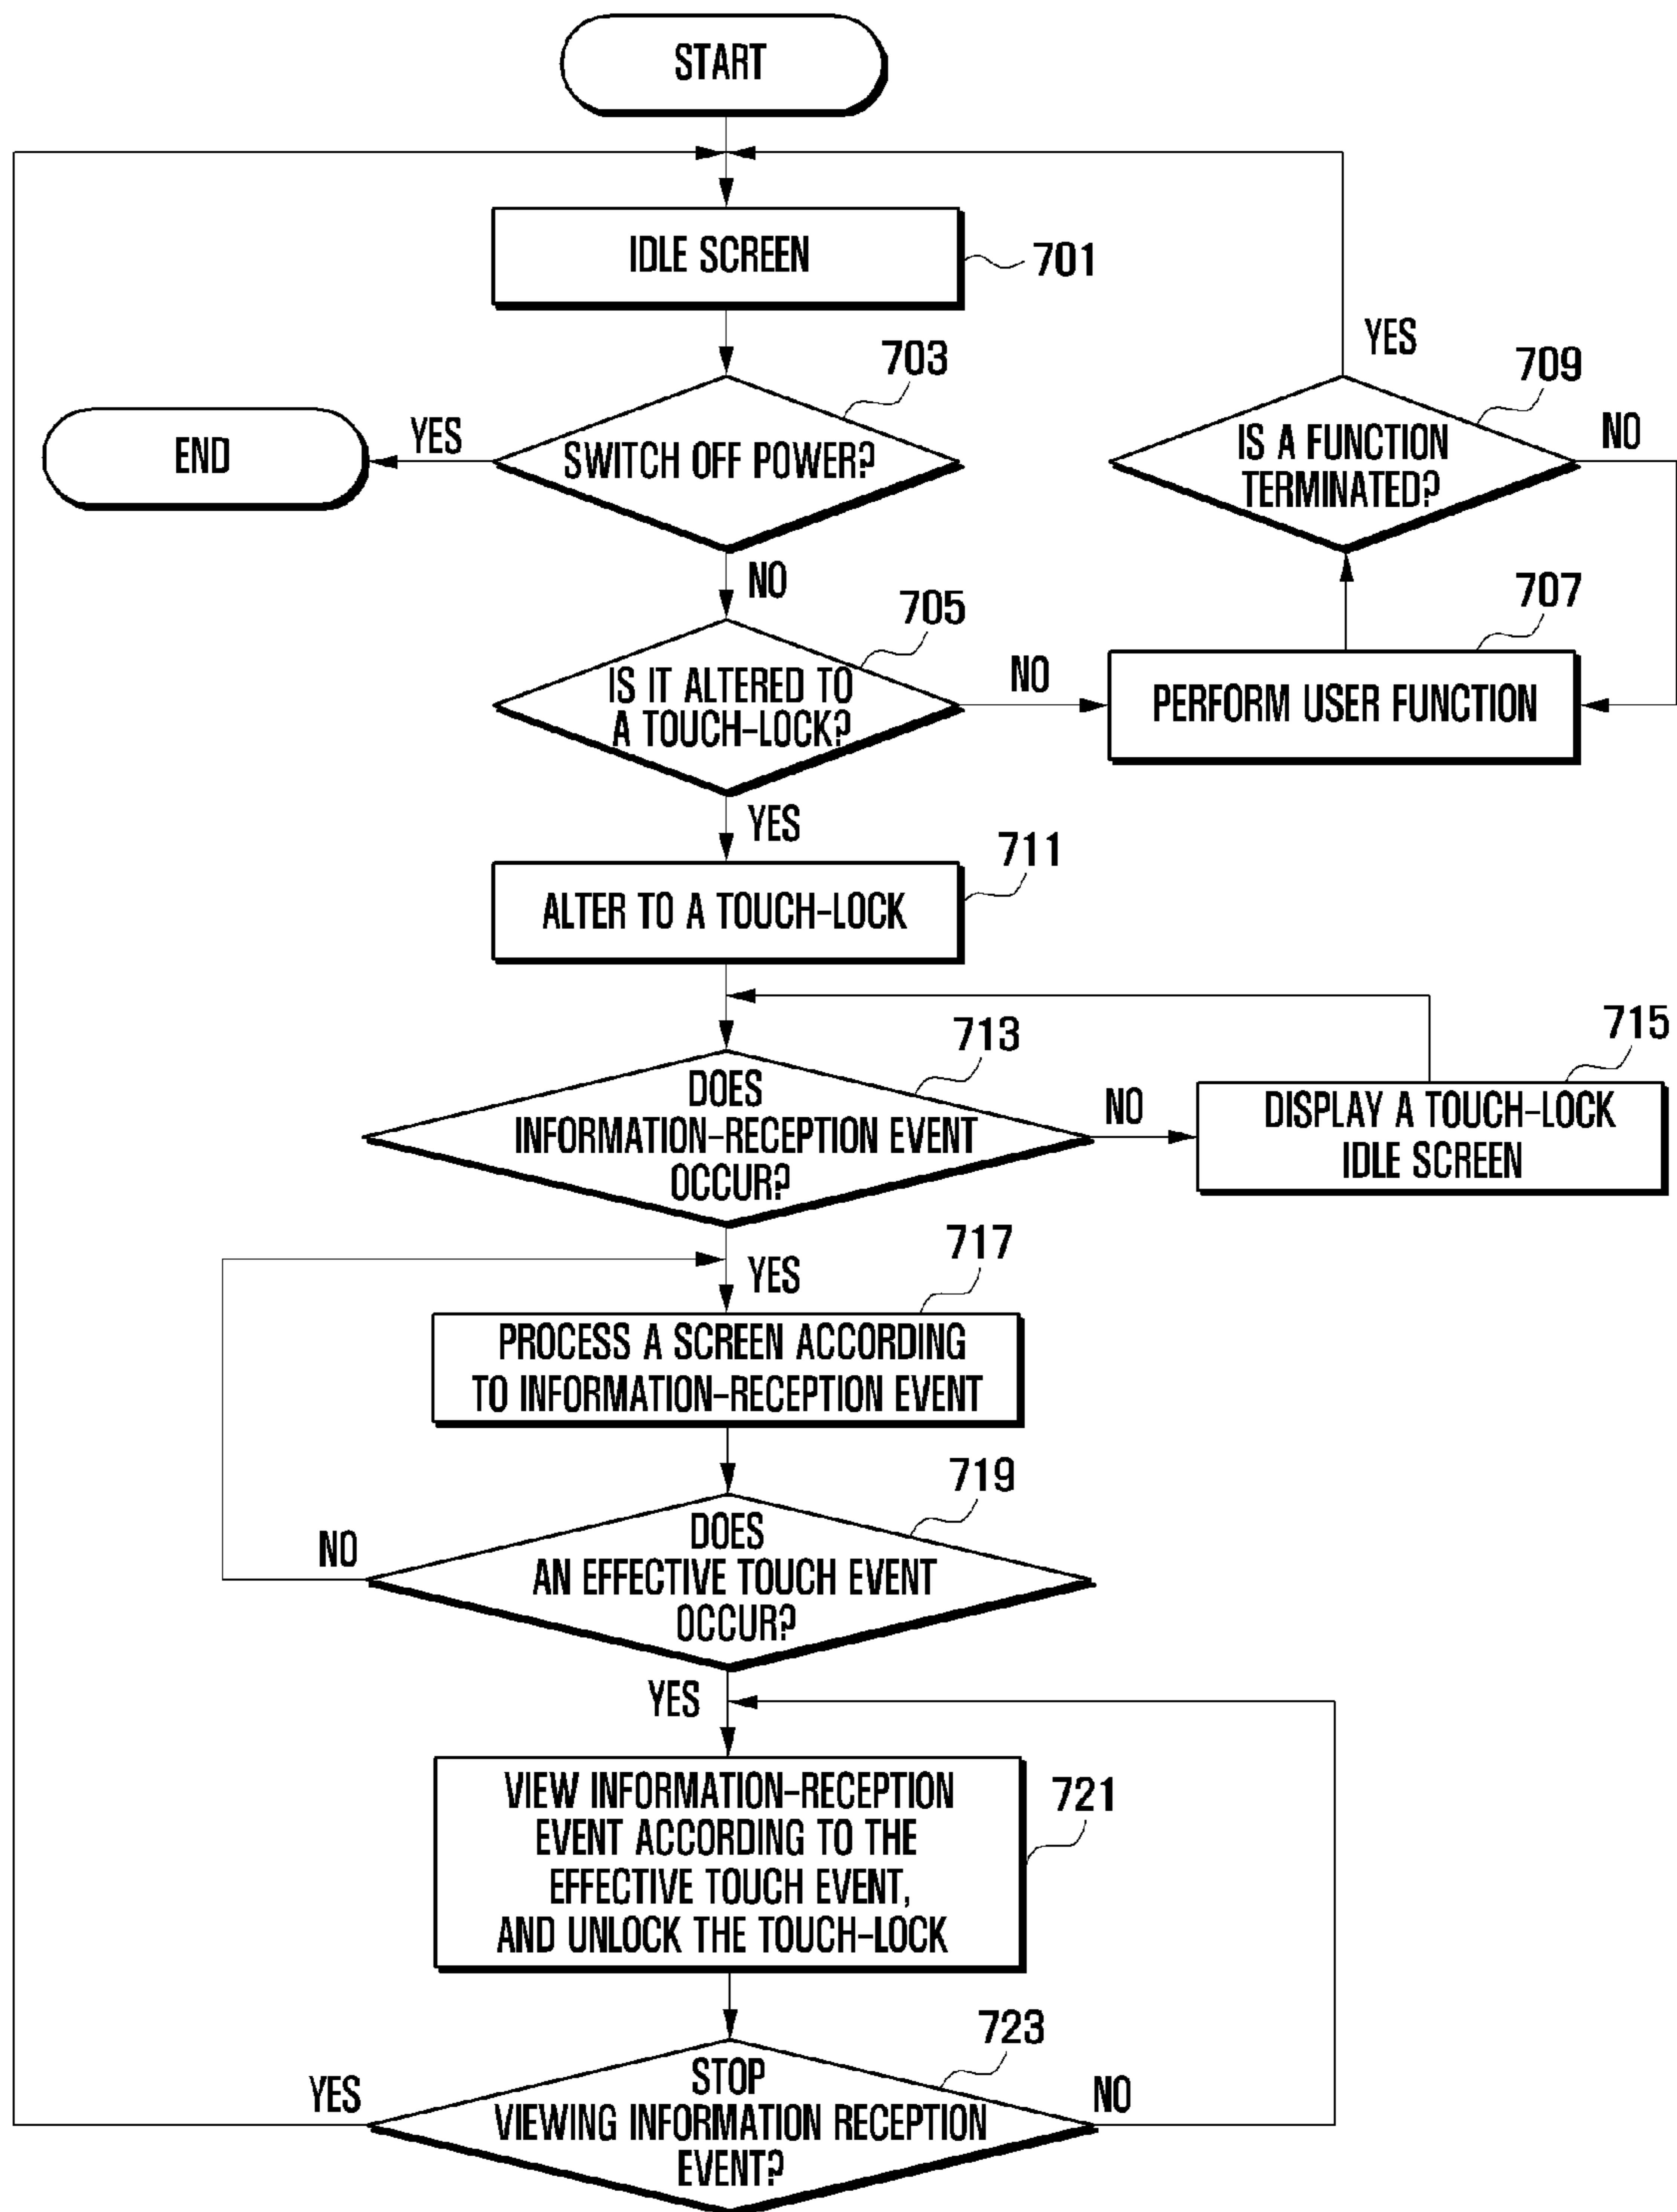 START
IDLE SCREEN
701
703
YES
709
END
YES
SWITCH OFF POWER?
IS A FUNCTION
TERMINATED?
NO
NO
705
707
IS IT ALTERED TO
A TOUCH-LOCK?
NO
PERFORM USER FUNCTION
YES
711
ALTER TO A TOUCH-LOCK
713
715
DOES
INFORMATION-RECEPTION EVENT
OCCUR?
NO
DISPLAY A TOUCH-LOCK
IDLE SCREEN
717
YES
PROCESS A SCREEN ACCORDING
TO INFORMATION-RECEPTION EVENT
719
NO
DOES
AN EFFECTIVE TOUCH EVENT
OCCUR?
YES
VIEW INFORMATION-RECEPTION
EVENT ACCORDING TO THE
EFFECTIVE TOUCH EVENT,
AND UNLOCK THE TOUCH-LOCK
721
723
YES
STOP
VIEWING INFORMATION RECEPTION
EVENT?
NO